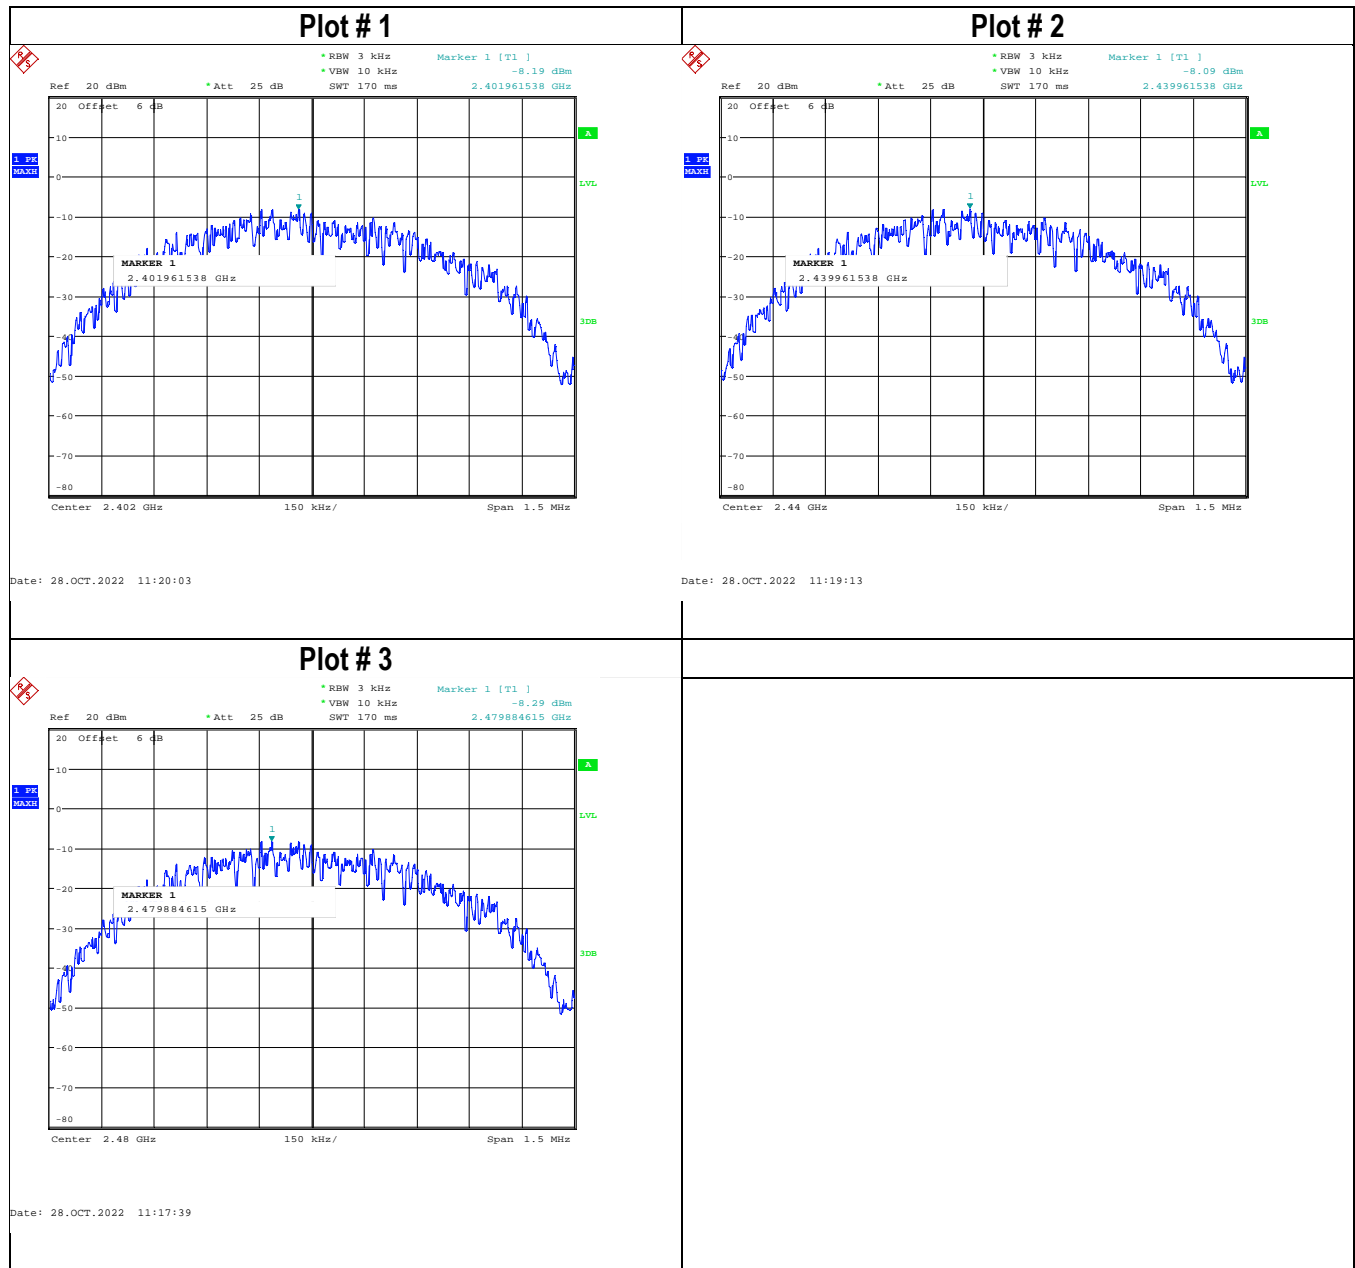 Plot # 1
R S
* RBW 3 kHz Marker 1 [T1 ]
* VBW 10 kHz -8.19 dBm
Ref 20 dBm * Att 25 dB SWT 170 ms 2.401961538 GHz
20 Offset 6 dB
A
10
1 PK
MAXH
0
LVL
1
-10
-20
MARKER 1
2.401961538 GHz
-30
3DB
-40
-50
-60
-70
-80
Center 2.402 GHz 150 kHz/ Span 1.5 MHz
Date: 28.OCT.2022 11:20:03
Plot # 2
R S
* RBW 3 kHz Marker 1 [T1 ]
* VBW 10 kHz -8.09 dBm
Ref 20 dBm * Att 25 dB SWT 170 ms 2.439961538 GHz
20 Offset 6 dB
A
10
1 PK
MAXH
0
LVL
1
-10
-20
MARKER 1
2.439961538 GHz
-30
3DB
-40
-50
-60
-70
-80
Center 2.44 GHz 150 kHz/ Span 1.5 MHz
Date: 28.OCT.2022 11:19:13
Plot # 3
R S
* RBW 3 kHz Marker 1 [T1 ]
* VBW 10 kHz -8.29 dBm
Ref 20 dBm * Att 25 dB SWT 170 ms 2.479884615 GHz
20 Offset 6 dB
A
10
1 PK
MAXH
0
LVL
1
-10
-20
MARKER 1
2.479884615 GHz
-30
3DB
-40
-50
-60
-70
-80
Center 2.48 GHz 150 kHz/ Span 1.5 MHz
Date: 28.OCT.2022 11:17:39